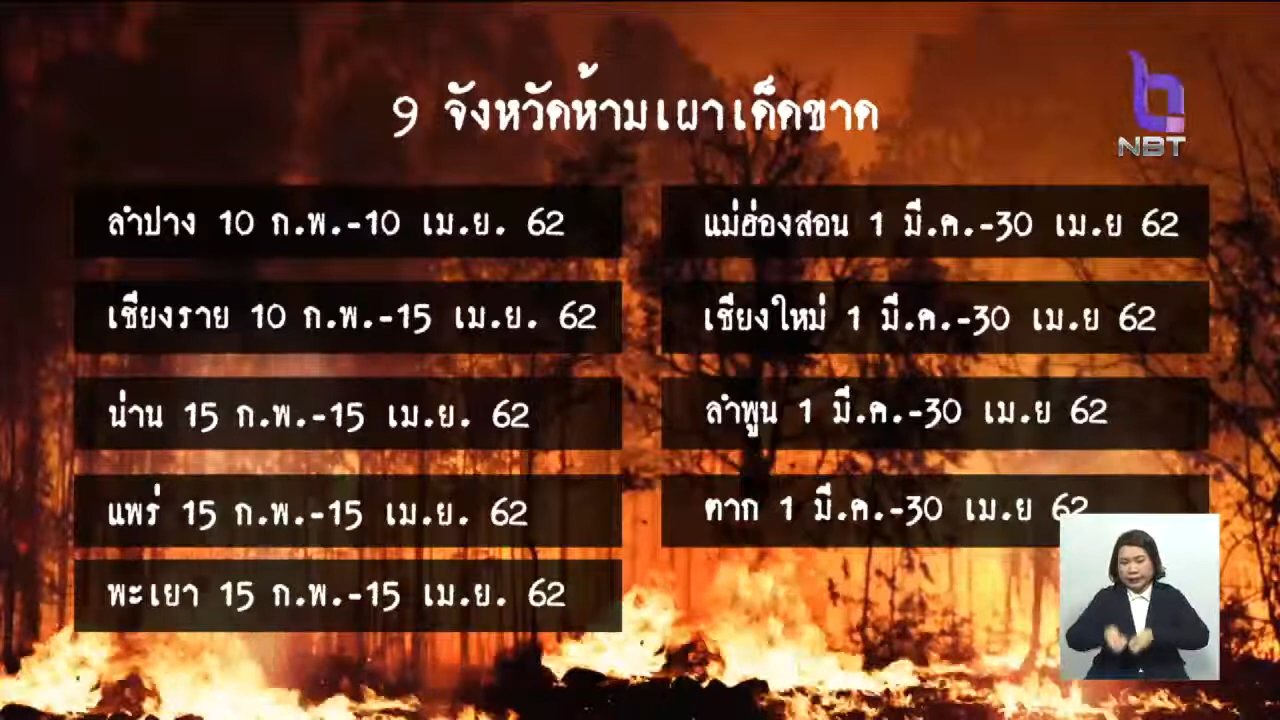 9 จังหวัดห้ามเผาเด็ดขาด
NBT
ลำปาง 10 ก.พ.-10 เม.ย. 62
เชียงราย 10 ก.พ.-15 เม.ย. 62
น่าน 15 ก.พ.-15 เม.ย. 62
แพร่ 15 ก.พ.-15 เม.ย. 62
พะเยา 15 ก.พ.-15 เม.ย. 62
แม่ฮ่องสอน 1 มี.ค.-30 เม.ย 62
เชียงใหม่ 1 มี.ค.-30 เม.ย 62
ลำพูน 1 มี.ค.-30 เม.ย 62
ตาก 1 มี.ค.-30 เม.ย 62